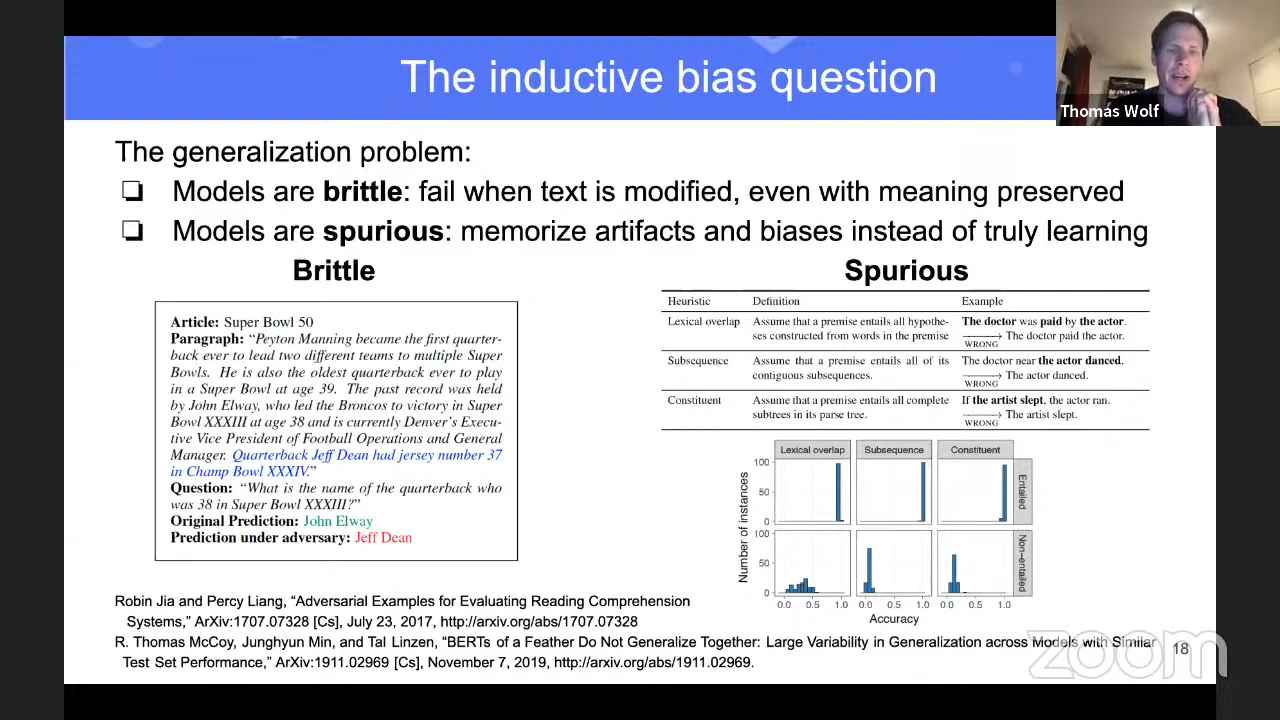 The inductive bias question
Thomas Wolf
The generalization problem:
❏ Models are brittle: fail when text is modified, even with meaning preserved
❏ Models are spurious: memorize artifacts and biases instead of truly learning
Brittle
Article: Super Bowl 50
Paragraph: “Peyton Manning became the first quarter-
back ever to lead two different teams to multiple Super
Bowls. He is also the oldest quarterback ever to play
in a Super Bowl at age 39. The past record was held
by John Elway, who led the Broncos to victory in Super
Bowl XXXIII at age 38 and is currently Denver’s Execu-
tive Vice President of Football Operations and General
Manager. Quarterback Jeff Dean had jersey number 37
in Champ Bowl XXXIV.”
Question: “What is the name of the quarterback who
was 38 in Super Bowl XXXIII?”
Original Prediction: John Elway
Prediction under adversary: Jeff Dean
Spurious
Heuristic Definition Example
Lexical overlap Assume that a premise entails all hypothe- The doctor was paid by the actor.
ses constructed from words in the premise → The doctor paid the actor.
WRONG
Subsequence Assume that a premise entails all of its The doctor near the actor danced.
contiguous subsequences. → The actor danced.
WRONG
Constituent Assume that a premise entails all complete If the artist slept, the actor ran.
subtrees in its parse tree. → The artist slept.
WRONG
Lexical overlap Subsequence Constituent
100
50
0
Entailed
100
50
0
Non-entailed
Number of instances
0.0 0.5 1.0 0.0 0.5 1.0 0.0 0.5 1.0
Accuracy
Robin Jia and Percy Liang, “Adversarial Examples for Evaluating Reading Comprehension
Systems,” ArXiv:1707.07328 [Cs], July 23, 2017, http://arxiv.org/abs/1707.07328
R. Thomas McCoy, Junghyun Min, and Tal Linzen, “BERTs of a Feather Do Not Generalize Together: Large Variability in Generalization across Models with Similar
Test Set Performance,” ArXiv:1911.02969 [Cs], November 7, 2019, http://arxiv.org/abs/1911.02969.
18
zoom